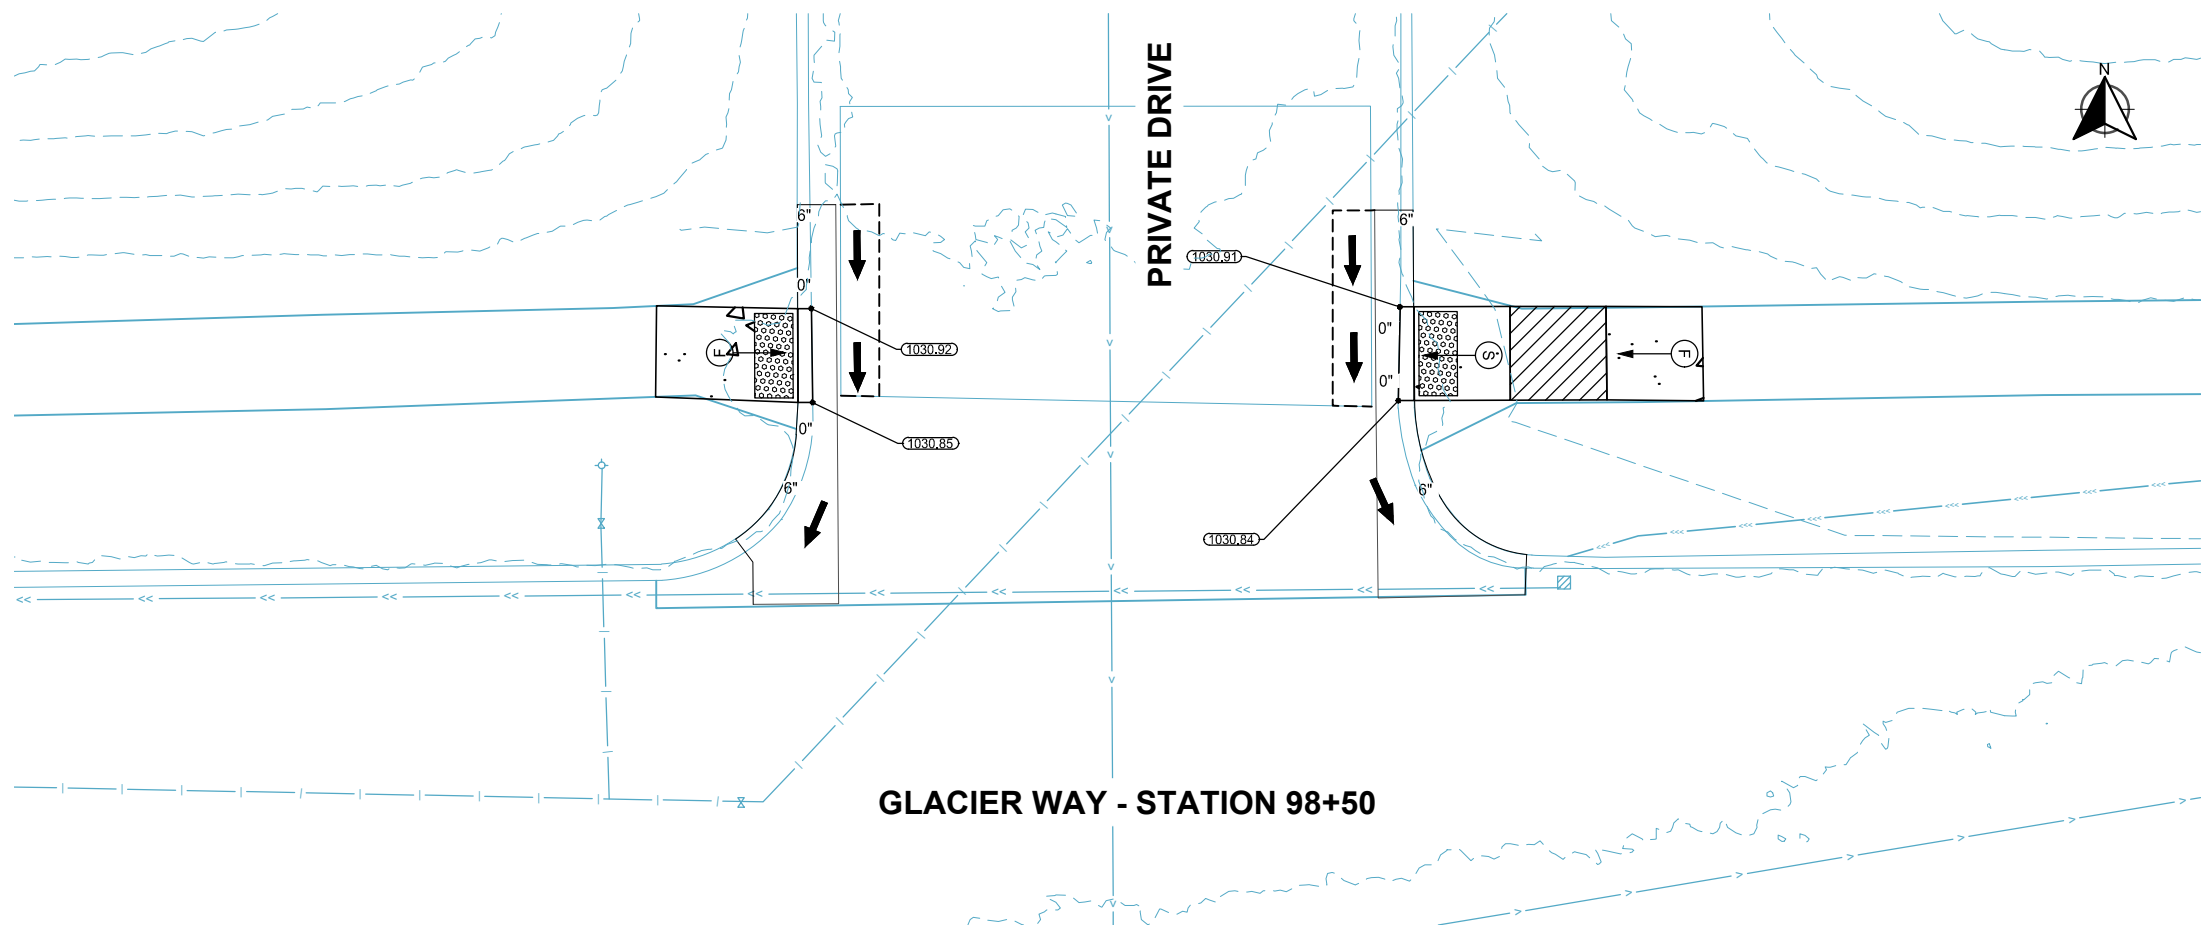 N
PRIVATE DRIVE
6"
6"
1030.91
0"
1030.92
0"
F
S
F
0"
0"
1030.85
6"
6"
1030.84
GLACIER WAY - STATION 98+50